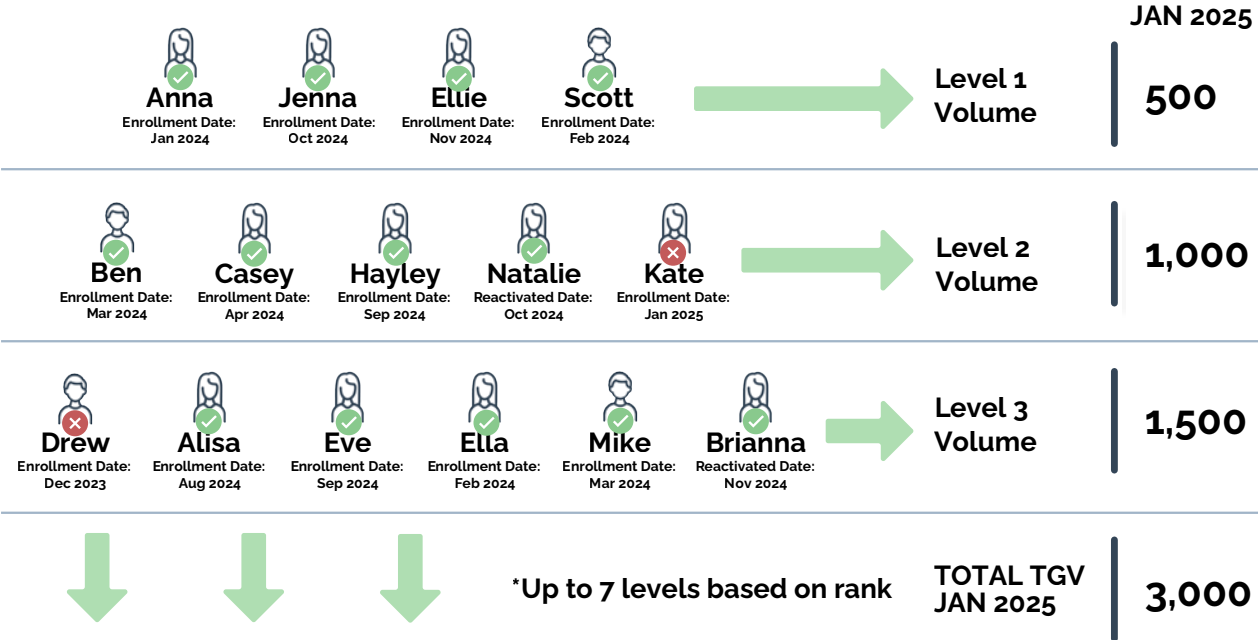 JAN 2025
Anna
Enrollment Date:
Jan 2024
Jenna
Enrollment Date:
Oct 2024
Ellie
Enrollment Date:
Nov 2024
Scott
Enrollment Date:
Feb 2024
Level 1
Volume
500
Ben
Enrollment Date:
Mar 2024
Casey
Enrollment Date:
Apr 2024
Hayley
Enrollment Date:
Sep 2024
Natalie
Reactivated Date:
Oct 2024
Kate
Enrollment Date:
Jan 2025
Level 2
Volume
1,000
Drew
Enrollment Date:
Dec 2023
Alisa
Enrollment Date:
Aug 2024
Eve
Enrollment Date:
Sep 2024
Ella
Enrollment Date:
Feb 2024
Mike
Enrollment Date:
Mar 2024
Brianna
Reactivated Date:
Nov 2024
Level 3
Volume
1,500
*Up to 7 levels based on rank
TOTAL TGV
JAN 2025
3,000